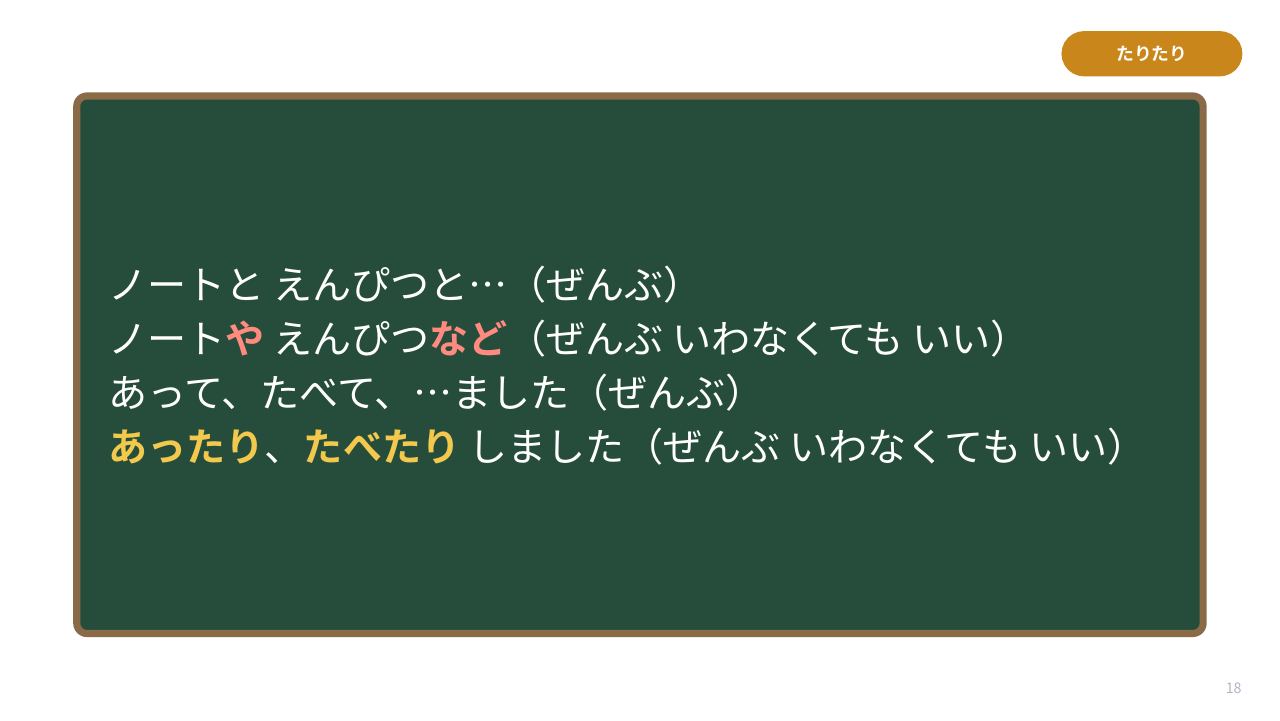 たりたり
ノートと えんぴつと…（ぜんぶ）
ノートや えんぴつなど（ぜんぶ いわなくても いい）
あって、たべて、…ました（ぜんぶ）
あったり、たべたり しました（ぜんぶ いわなくても いい）
18